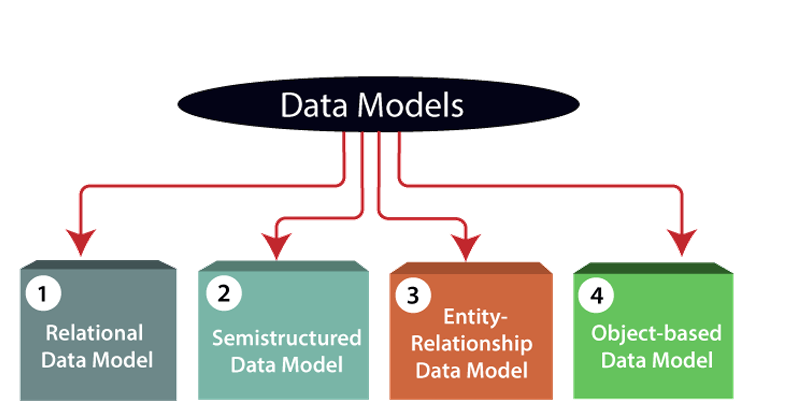 Data Models
1
Relational
Data Model
2
Semistructured
Data Model
3
Entity-
Relationship
Data Model
4
Object-based
Data Model